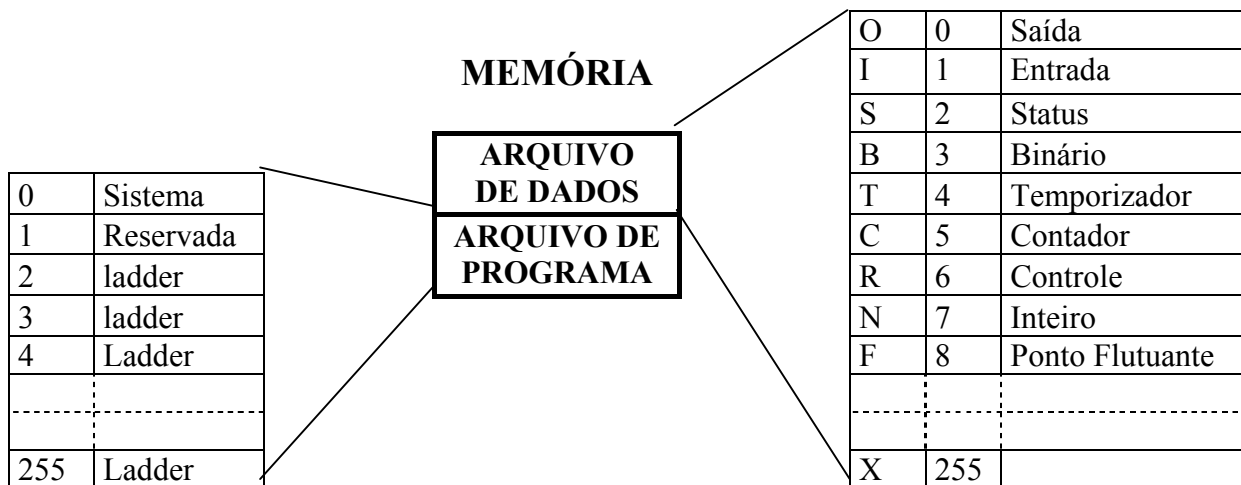 MEMÓRIA
ARQUIVO
DE DADOS
ARQUIVO DE
PROGRAMA
0 Sistema
1 Reservada
2 ladder
3 ladder
4 Ladder
255 Ladder
O 0 Saída
I 1 Entrada
S 2 Status
B 3 Binário
T 4 Temporizador
C 5 Contador
R 6 Controle
N 7 Inteiro
F 8 Ponto Flutuante
X 255